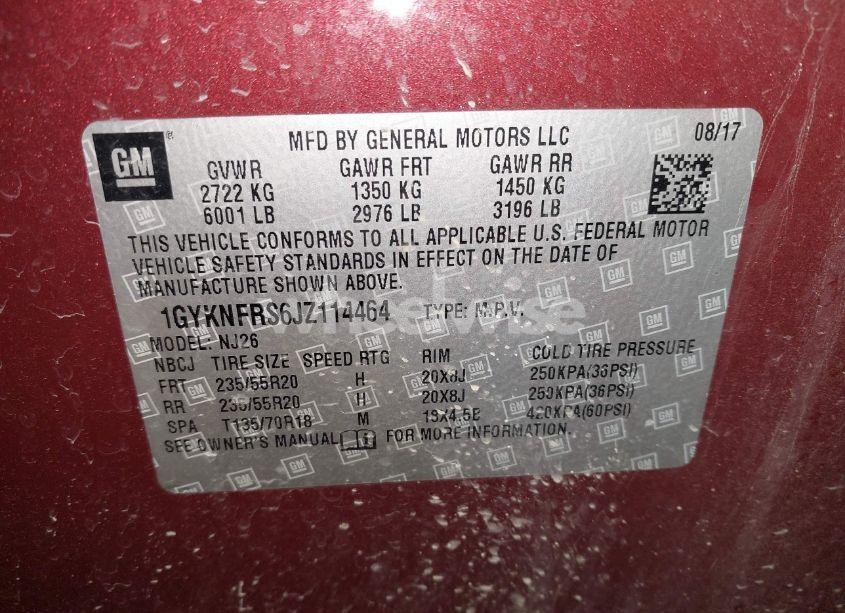 GM MFD BY GENERAL MOTORS LLC 08/17
GVWR GAWR FRT GAWR RR
2722 KG 1350 KG 1450 KG
6001 LB 2976 LB 3196 LB
THIS VEHICLE CONFORMS TO ALL APPLICABLE U.S. FEDERAL MOTOR
VEHICLE SAFETY STANDARDS IN EFFECT ON THE DATE OF
MANUFACTURE SHOWN ABOVE.
1GYKNFRS6JZ114464 TYPE: M.P.V.
MODEL: NJ26
NBCJ TIRE SIZE SPEED RTG RIM COLD TIRE PRESSURE
FRT 235/55R20 H 20X8J 250KPA(36PSI)
RR 235/55R20 H 20X8J 250KPA(36PSI)
SPA T135/70R18 M 420KPA(60PSI)
SEE OWNER'S MANUAL FOR MORE INFORMATION.